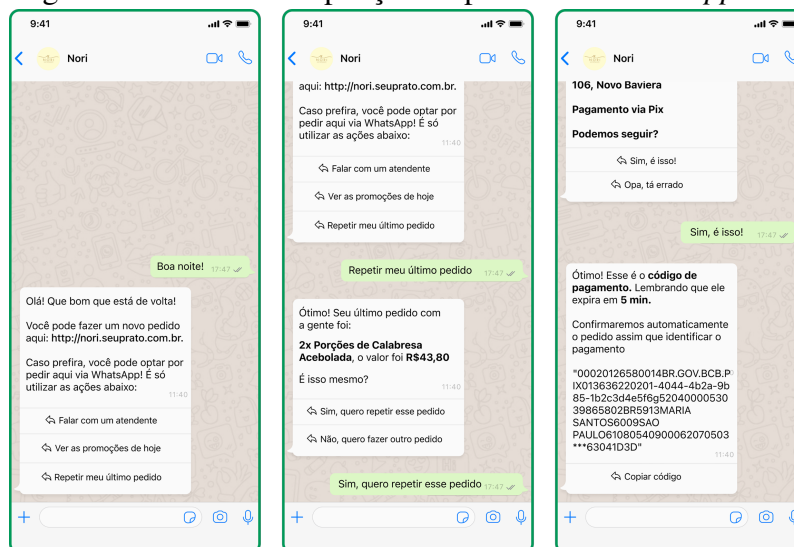 9:41
Nori
Boa noite! 17:47
Olá! Que bom que está de volta!
Você pode fazer um novo pedido
aqui: http://nori.seuprato.com.br.
Caso prefira, você pode optar por
pedir aqui via WhatsApp! É só
utilizar as ações abaixo:
11:40
Falar com um atendente
Ver as promoções de hoje
Repetir meu último pedido
9:41
Nori
aqui: http://nori.seuprato.com.br.
Caso prefira, você pode optar por
pedir aqui via WhatsApp! É só
utilizar as ações abaixo:
11:40
Falar com um atendente
Ver as promoções de hoje
Repetir meu último pedido
Repetir meu último pedido 17:47
Ótimo! Seu último pedido com
a gente foi:
2x Porções de Calabresa
Acebolada, o valor foi R$43,80
É isso mesmo?
11:40
Sim, quero repetir esse pedido
Não, quero fazer outro pedido
Sim, quero repetir esse pedido 17:47
9:41
Nori
106, Novo Baviera
Pagamento via Pix
Podemos seguir?
Sim, é isso!
Opa, tá errado
Sim, é isso! 17:47
Ótimo! Esse é o código de
pagamento. Lembrando que ele
expira em 5 min.
Confirmaremos automaticamente
o pedido assim que identificar o
pagamento
"00020126580014BR.GOV.BCB.P
IX013636220201-4044-4b2a-9b
85-1b2c3d4e5f6g52040000530
39865802BR5913MARIA
SANTOS6009SAO
PAULO61080540900062070503
***63041D3D"
11:40
Copiar código